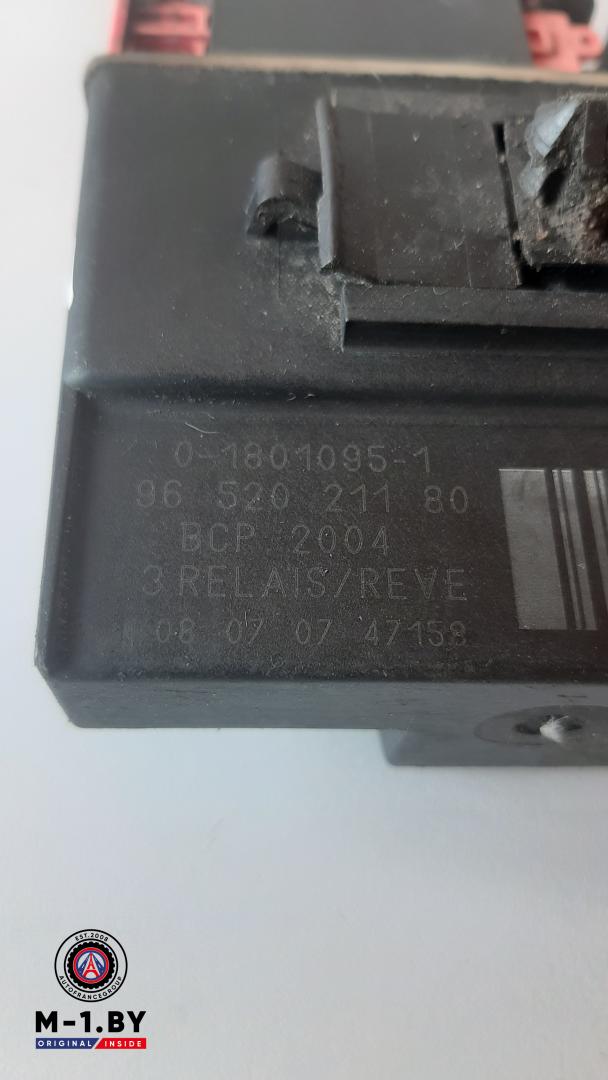 0-1801095-1
96 520 211 80
BCP 2004
3 RELAIS/REVE
08 07 07 47158
EST. 2008
AUTOFRANCEGROUP
M-1.BY
ORIGINAL INSIDE